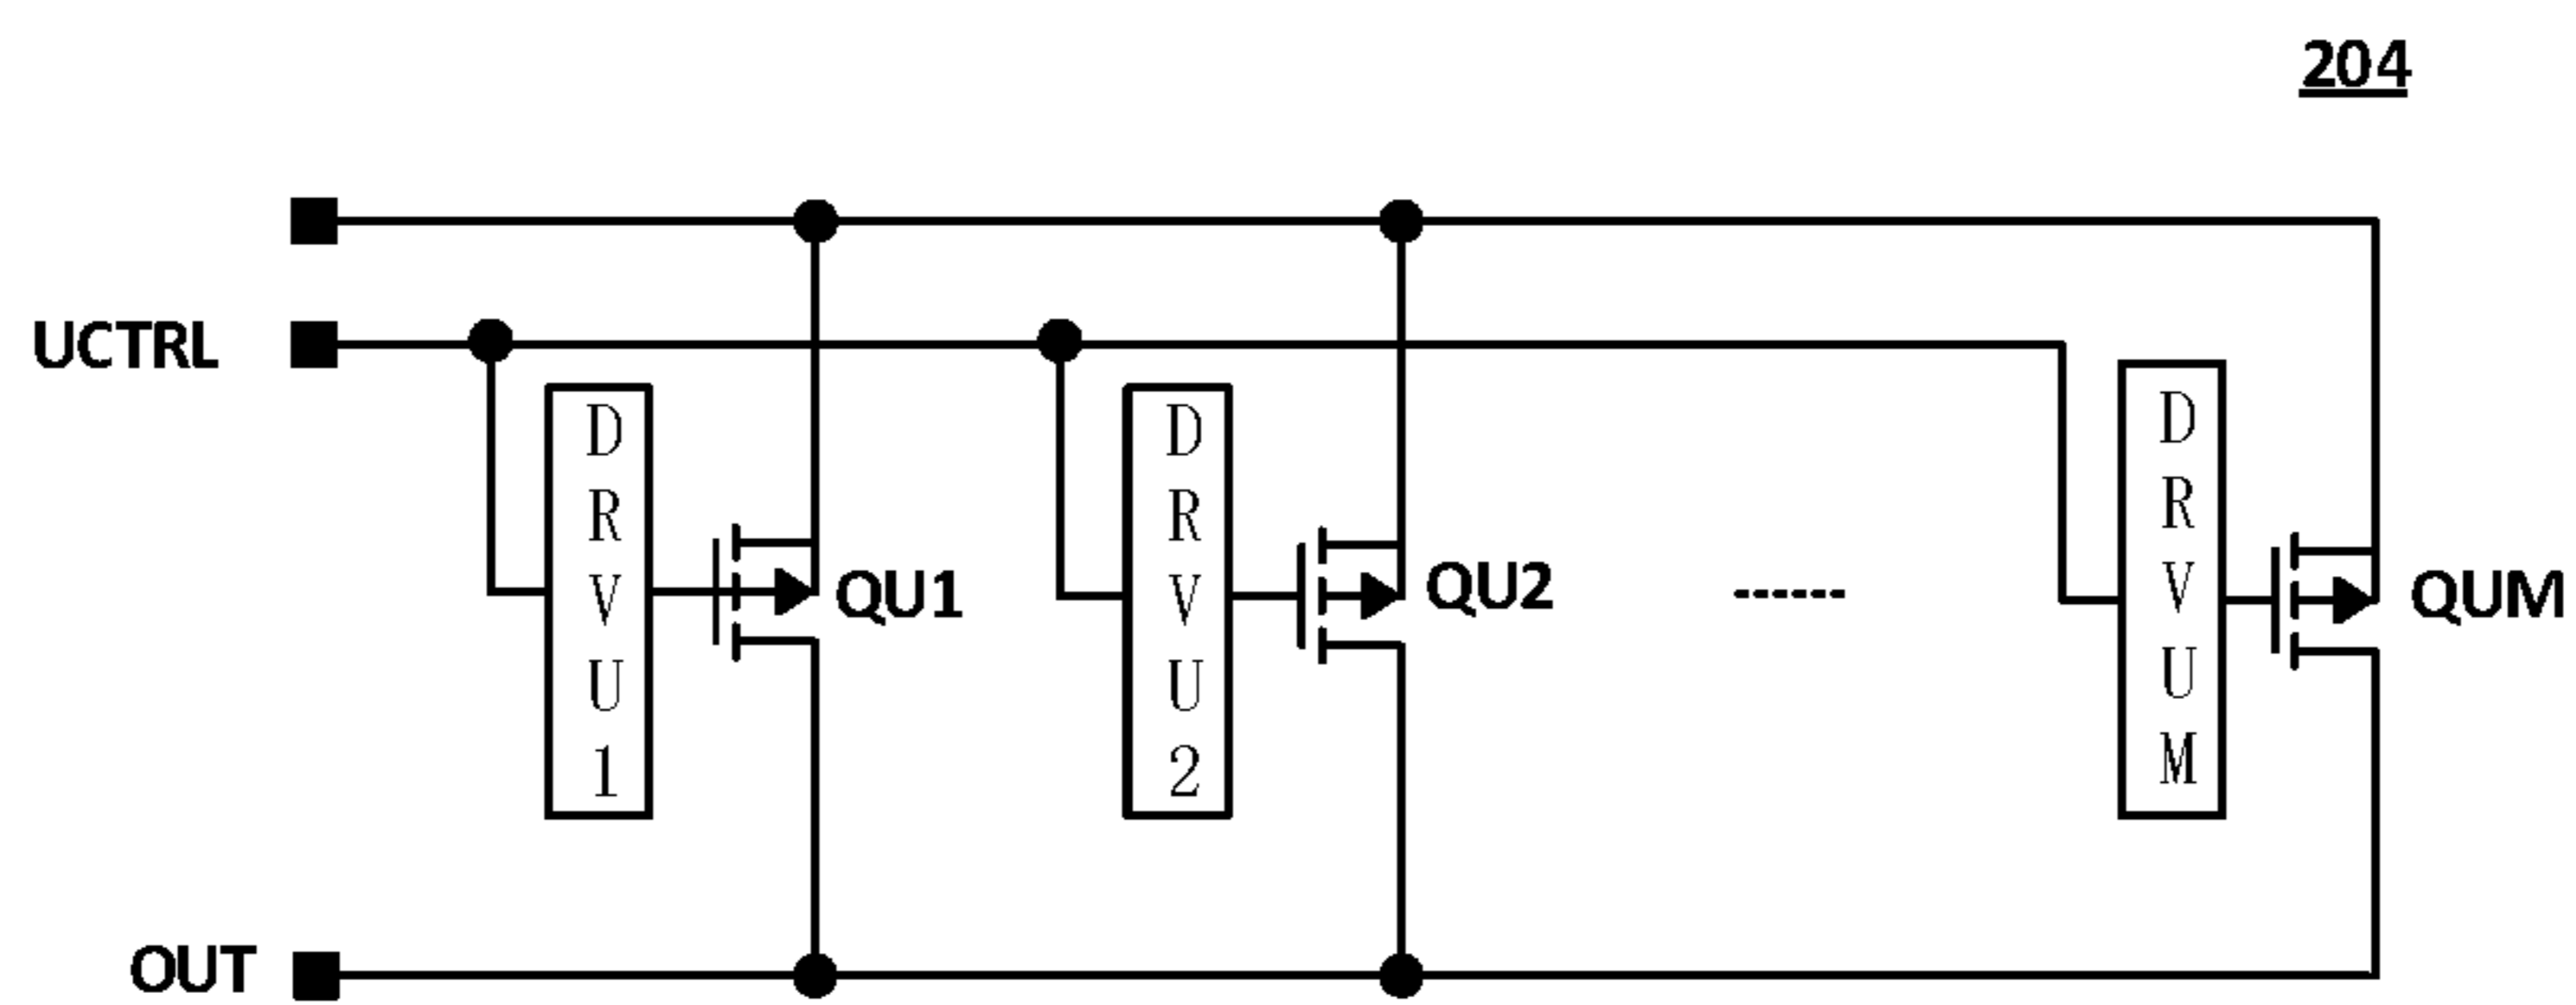 204
UCTRL
DRVU1
QU1
DRVU2
QU2
------
DRVUM
QUM
OUT